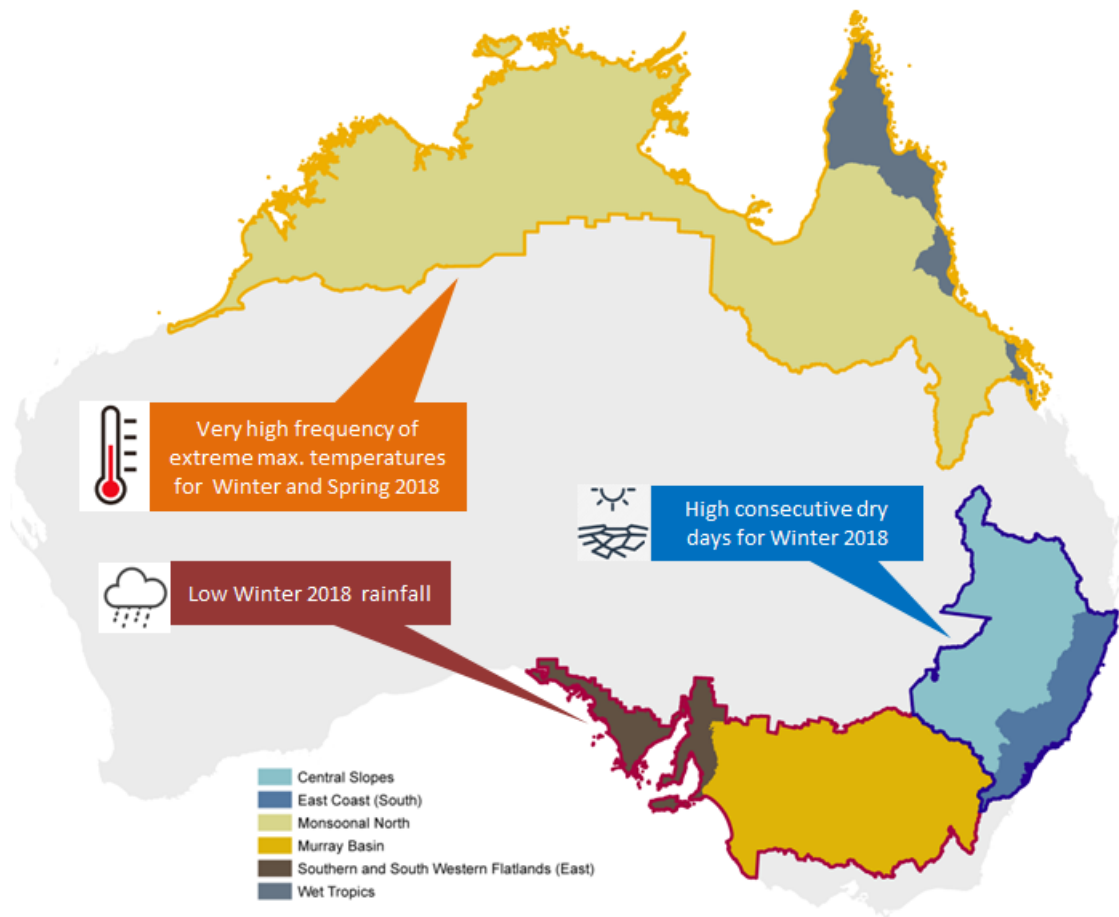 Very high frequency of
extreme max. temperatures
for Winter and Spring 2018
High consecutive dry
days for Winter 2018
Low Winter 2018 rainfall
Central Slopes
East Coast (South)
Monsoonal North
Murray Basin
Southern and South Western Flatlands (East)
Wet Tropics